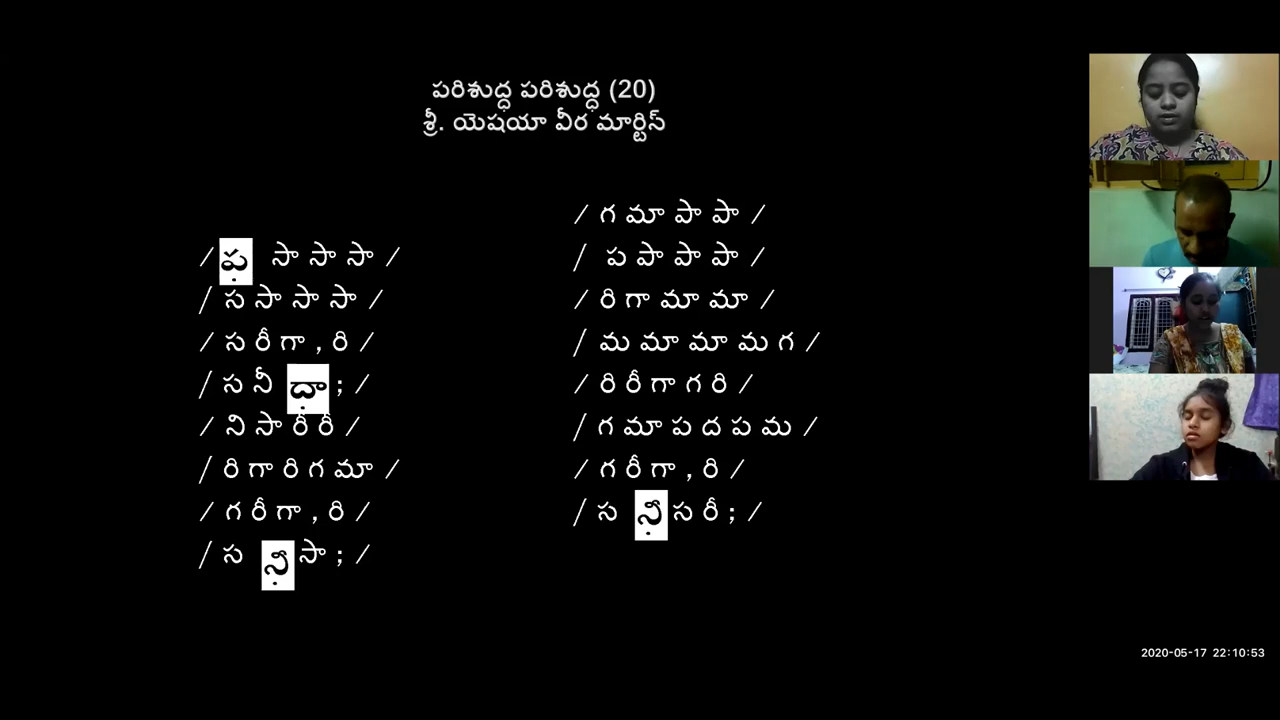 పరిశుద్ధ పరిశుద్ధ (20)
శ్రీ. యెషయా వీర మార్టిస్
/ ప̣ సా సా సా /
/ స సా సా సా /
/ స రీ గా , రి /
/ స నీ దా̣ ; /
/ ని సా రీ రీ /
/ రి గా రి గ మా /
/ గ రీ గా , రి /
/ స నీ̣ సా ; /
/ గ మా పా పా /
/ ప పా పా పా /
/ రి గా మా మా /
/ మ మా మా మ గ /
/ రి రీ గా గ రి /
/ గ మా ప ద ప మ /
/ గ రీ గా , రి /
/ స నీ̣ స రీ ; /
2020-05-17 22:10:53